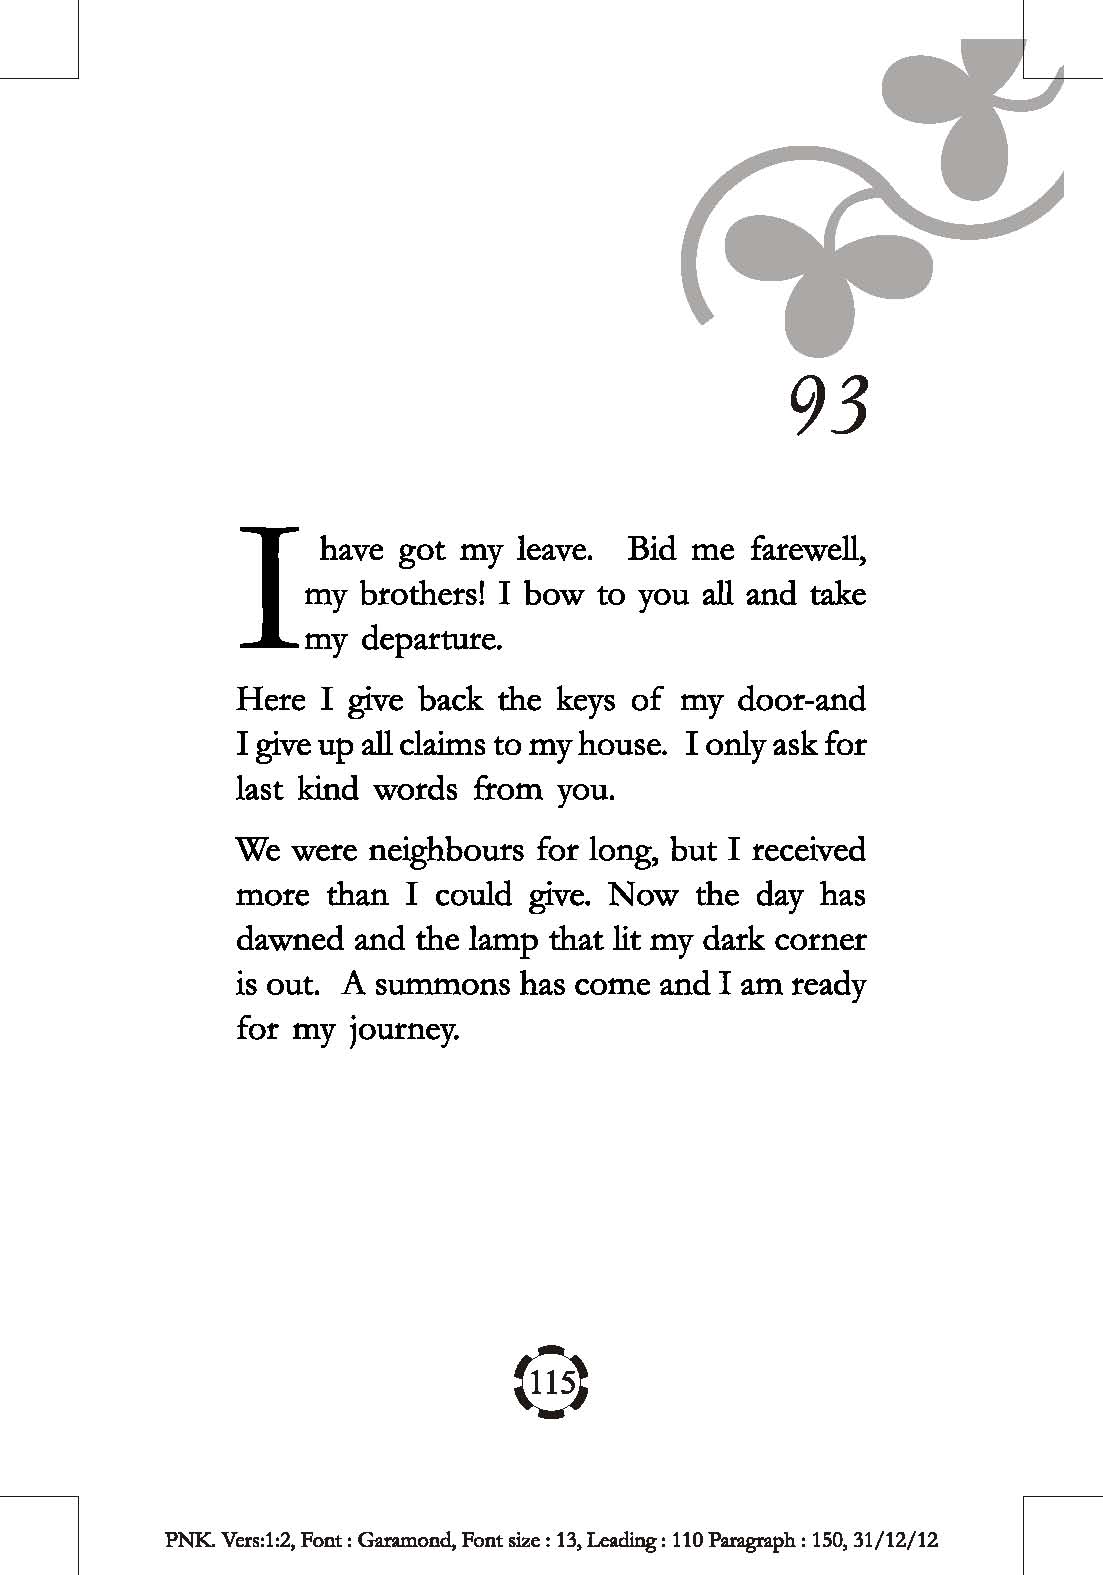 93
I have got my leave. Bid me farewell,
my brothers! I bow to you all and take
my departure.
Here I give back the keys of my door-and
I give up all claims to my house. I only ask for
last kind words from you.
We were neighbours for long, but I received
more than I could give. Now the day has
dawned and the lamp that lit my dark corner
is out. A summons has come and I am ready
for my journey.
115
PNK. Vers:1:2, Font : Garamond, Font size : 13, Leading : 110 Paragraph : 150, 31/12/12